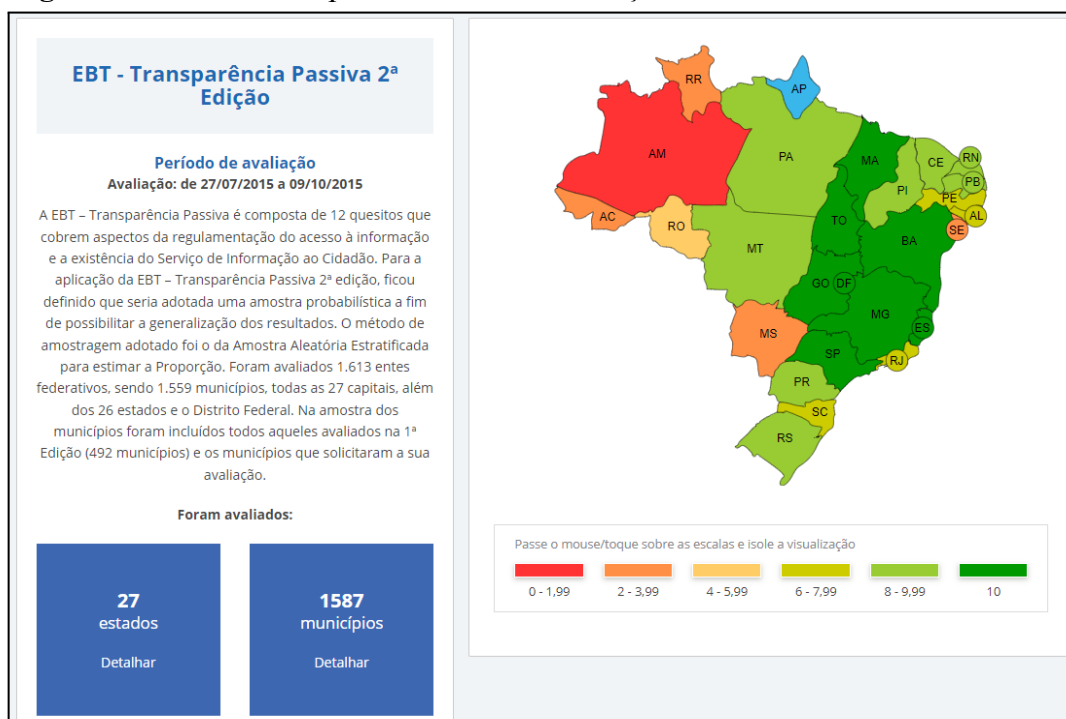 EBT - Transparência Passiva 2ª
Edição
Período de avaliação
Avaliação: de 27/07/2015 a 09/10/2015
A EBT – Transparência Passiva é composta de 12 quesitos que
cobrem aspectos da regulamentação do acesso à informação
e a existência do Serviço de Informação ao Cidadão. Para a
aplicação da EBT – Transparência Passiva 2ª edição, ficou
definido que seria adotada uma amostra probabilística a fim
de possibilitar a generalização dos resultados. O método de
amostragem adotado foi o da Amostra Aleatória Estratificada
para estimar a Proporção. Foram avaliados 1.613 entes
federativos, sendo 1.559 municípios, todas as 27 capitais, além
dos 26 estados e o Distrito Federal. Na amostra dos
municípios foram incluídos todos aqueles avaliados na 1ª
Edição (492 municípios) e os municípios que solicitaram a sua
avaliação.
Foram avaliados:
27
estados
Detalhar
1587
municípios
Detalhar
RR
AP
AM
PA
MA
CE
RN
PB
PI
PE
AL
AC
RO
TO
SE
BA
MT
GO
DF
MG
MS
ES
SP
RJ
PR
SC
RS
Passe o mouse/toque sobre as escalas e isole a visualização
0 - 1,99
2 - 3,99
4 - 5,99
6 - 7,99
8 - 9,99
10